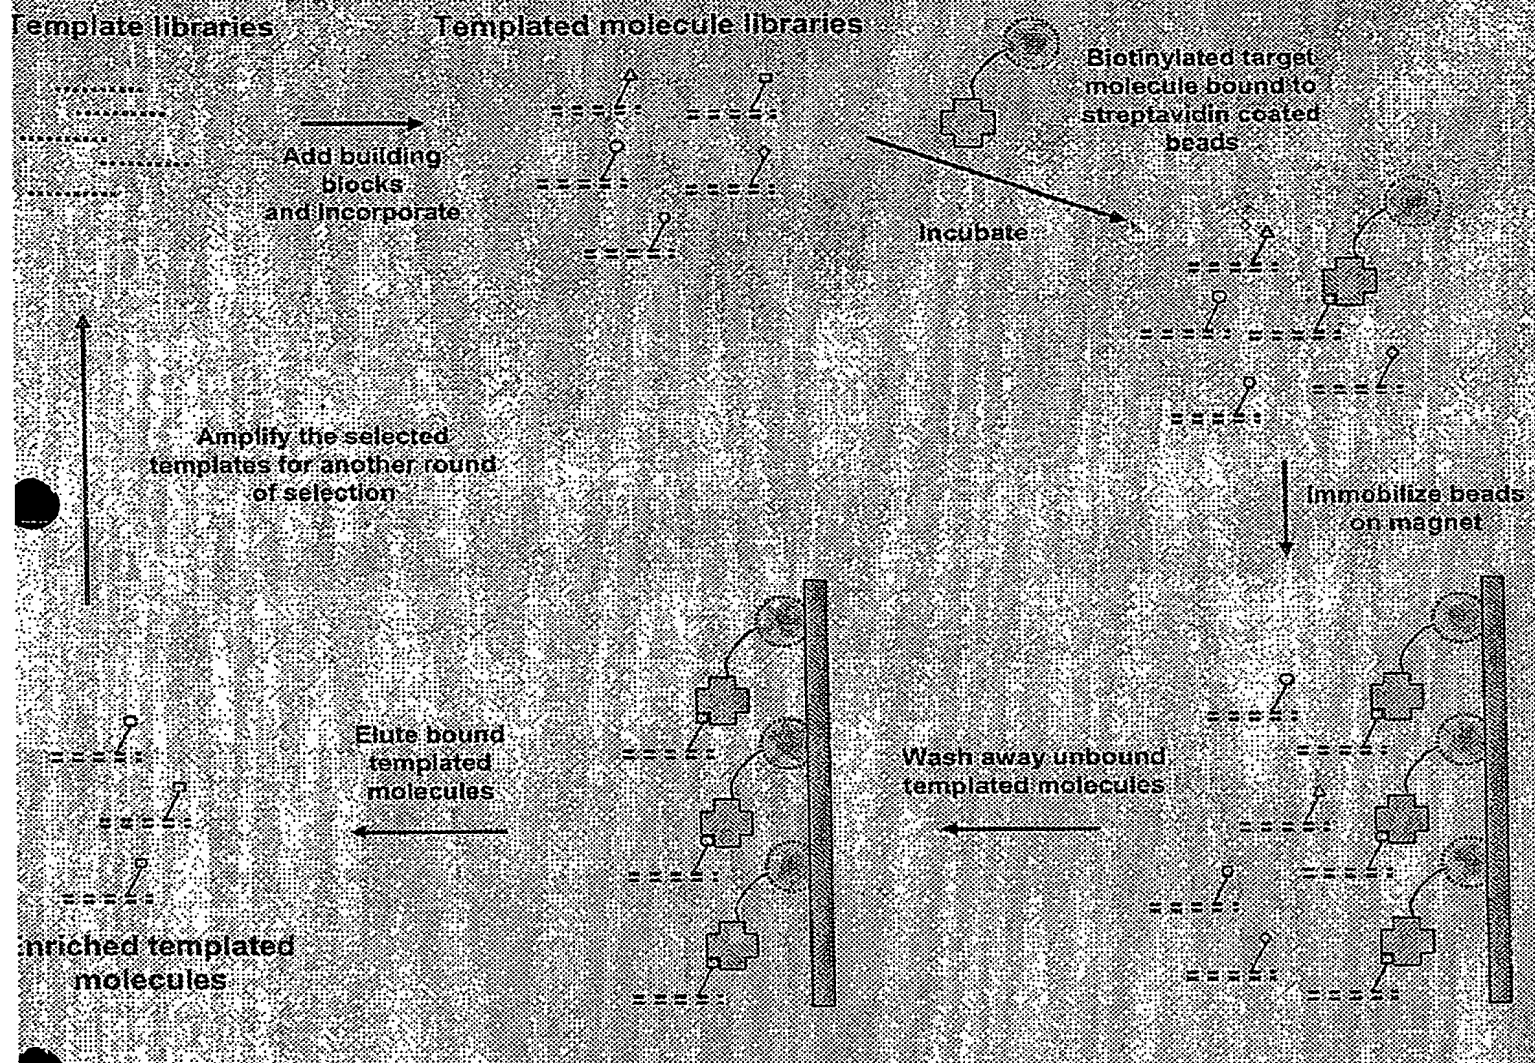 Template libraries
Templated molecule libraries
Biotinylated target
molecule bound to
streptavidin coated
beads
Add building
blocks
and incorporate
Incubate
Amplify the selected
templates for another round
of selection
Immobilize beads
on magnet
Elute bound
templated
molecules
Wash away unbound
templated molecules
nriched templated
molecules